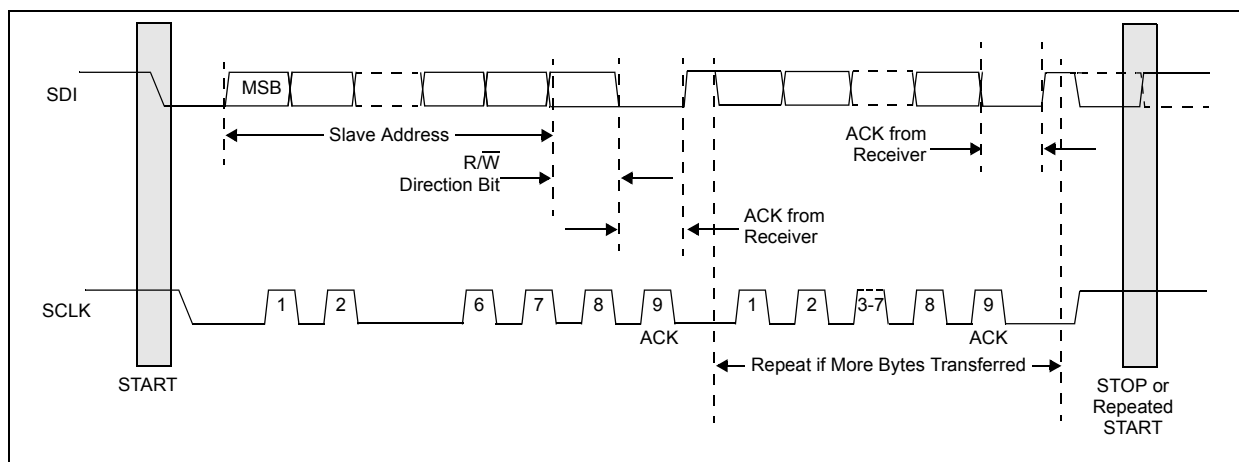 SDI
MSB
Slave Address
R/W̅
Direction Bit
ACK from
Receiver
ACK from
Receiver
SCLK
1
2
6
7
8
9
ACK
1
2
3-7
8
9
ACK
Repeat if More Bytes Transferred
START
STOP or
Repeated
START